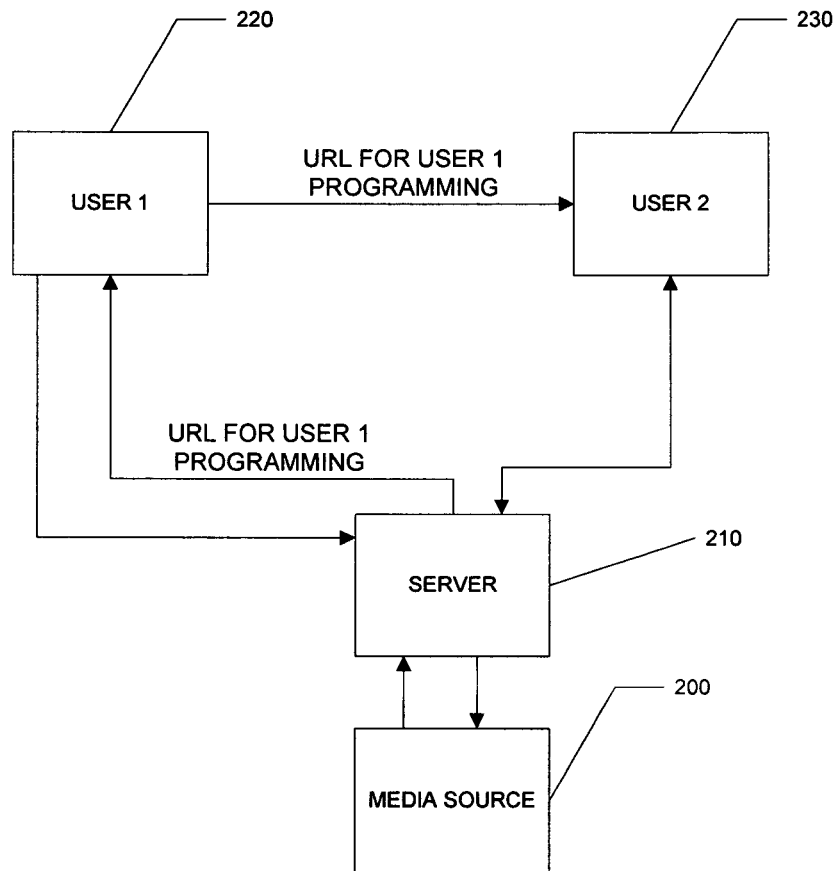 220
230
URL FOR USER 1
PROGRAMMING
USER 1
USER 2
URL FOR USER 1
PROGRAMMING
210
SERVER
200
MEDIA SOURCE